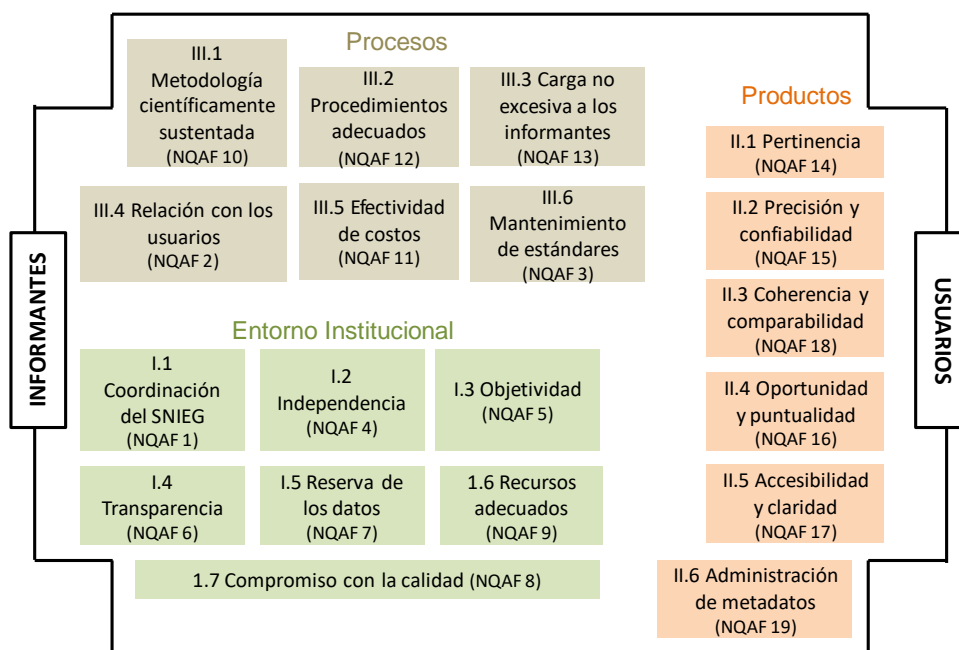 Procesos
III.1
Metodología
científicamente
sustentada
(NQAF 10)
III.2
Procedimientos
adecuados
(NQAF 12)
III.3 Carga no
excesiva a los
informantes
(NQAF 13)
III.4 Relación con los
usuarios
(NQAF 2)
III.5 Efectividad
de costos
(NQAF 11)
III.6
Mantenimiento
de estándares
(NQAF 3)
Entorno Institucional
I.1
Coordinación
del SNIEG
(NQAF 1)
I.2
Independencia
(NQAF 4)
I.3 Objetividad
(NQAF 5)
I.4
Transparencia
(NQAF 6)
I.5 Reserva de
los datos
(NQAF 7)
1.6 Recursos
adecuados
(NQAF 9)
1.7 Compromiso con la calidad (NQAF 8)
Productos
II.1 Pertinencia
(NQAF 14)
II.2 Precisión y
confiabilidad
(NQAF 15)
II.3 Coherencia y
comparabilidad
(NQAF 18)
II.4 Oportunidad
y puntualidad
(NQAF 16)
II.5 Accesibilidad
y claridad
(NQAF 17)
II.6 Administración
de metadatos
(NQAF 19)
INFORMANTES
USUARIOS